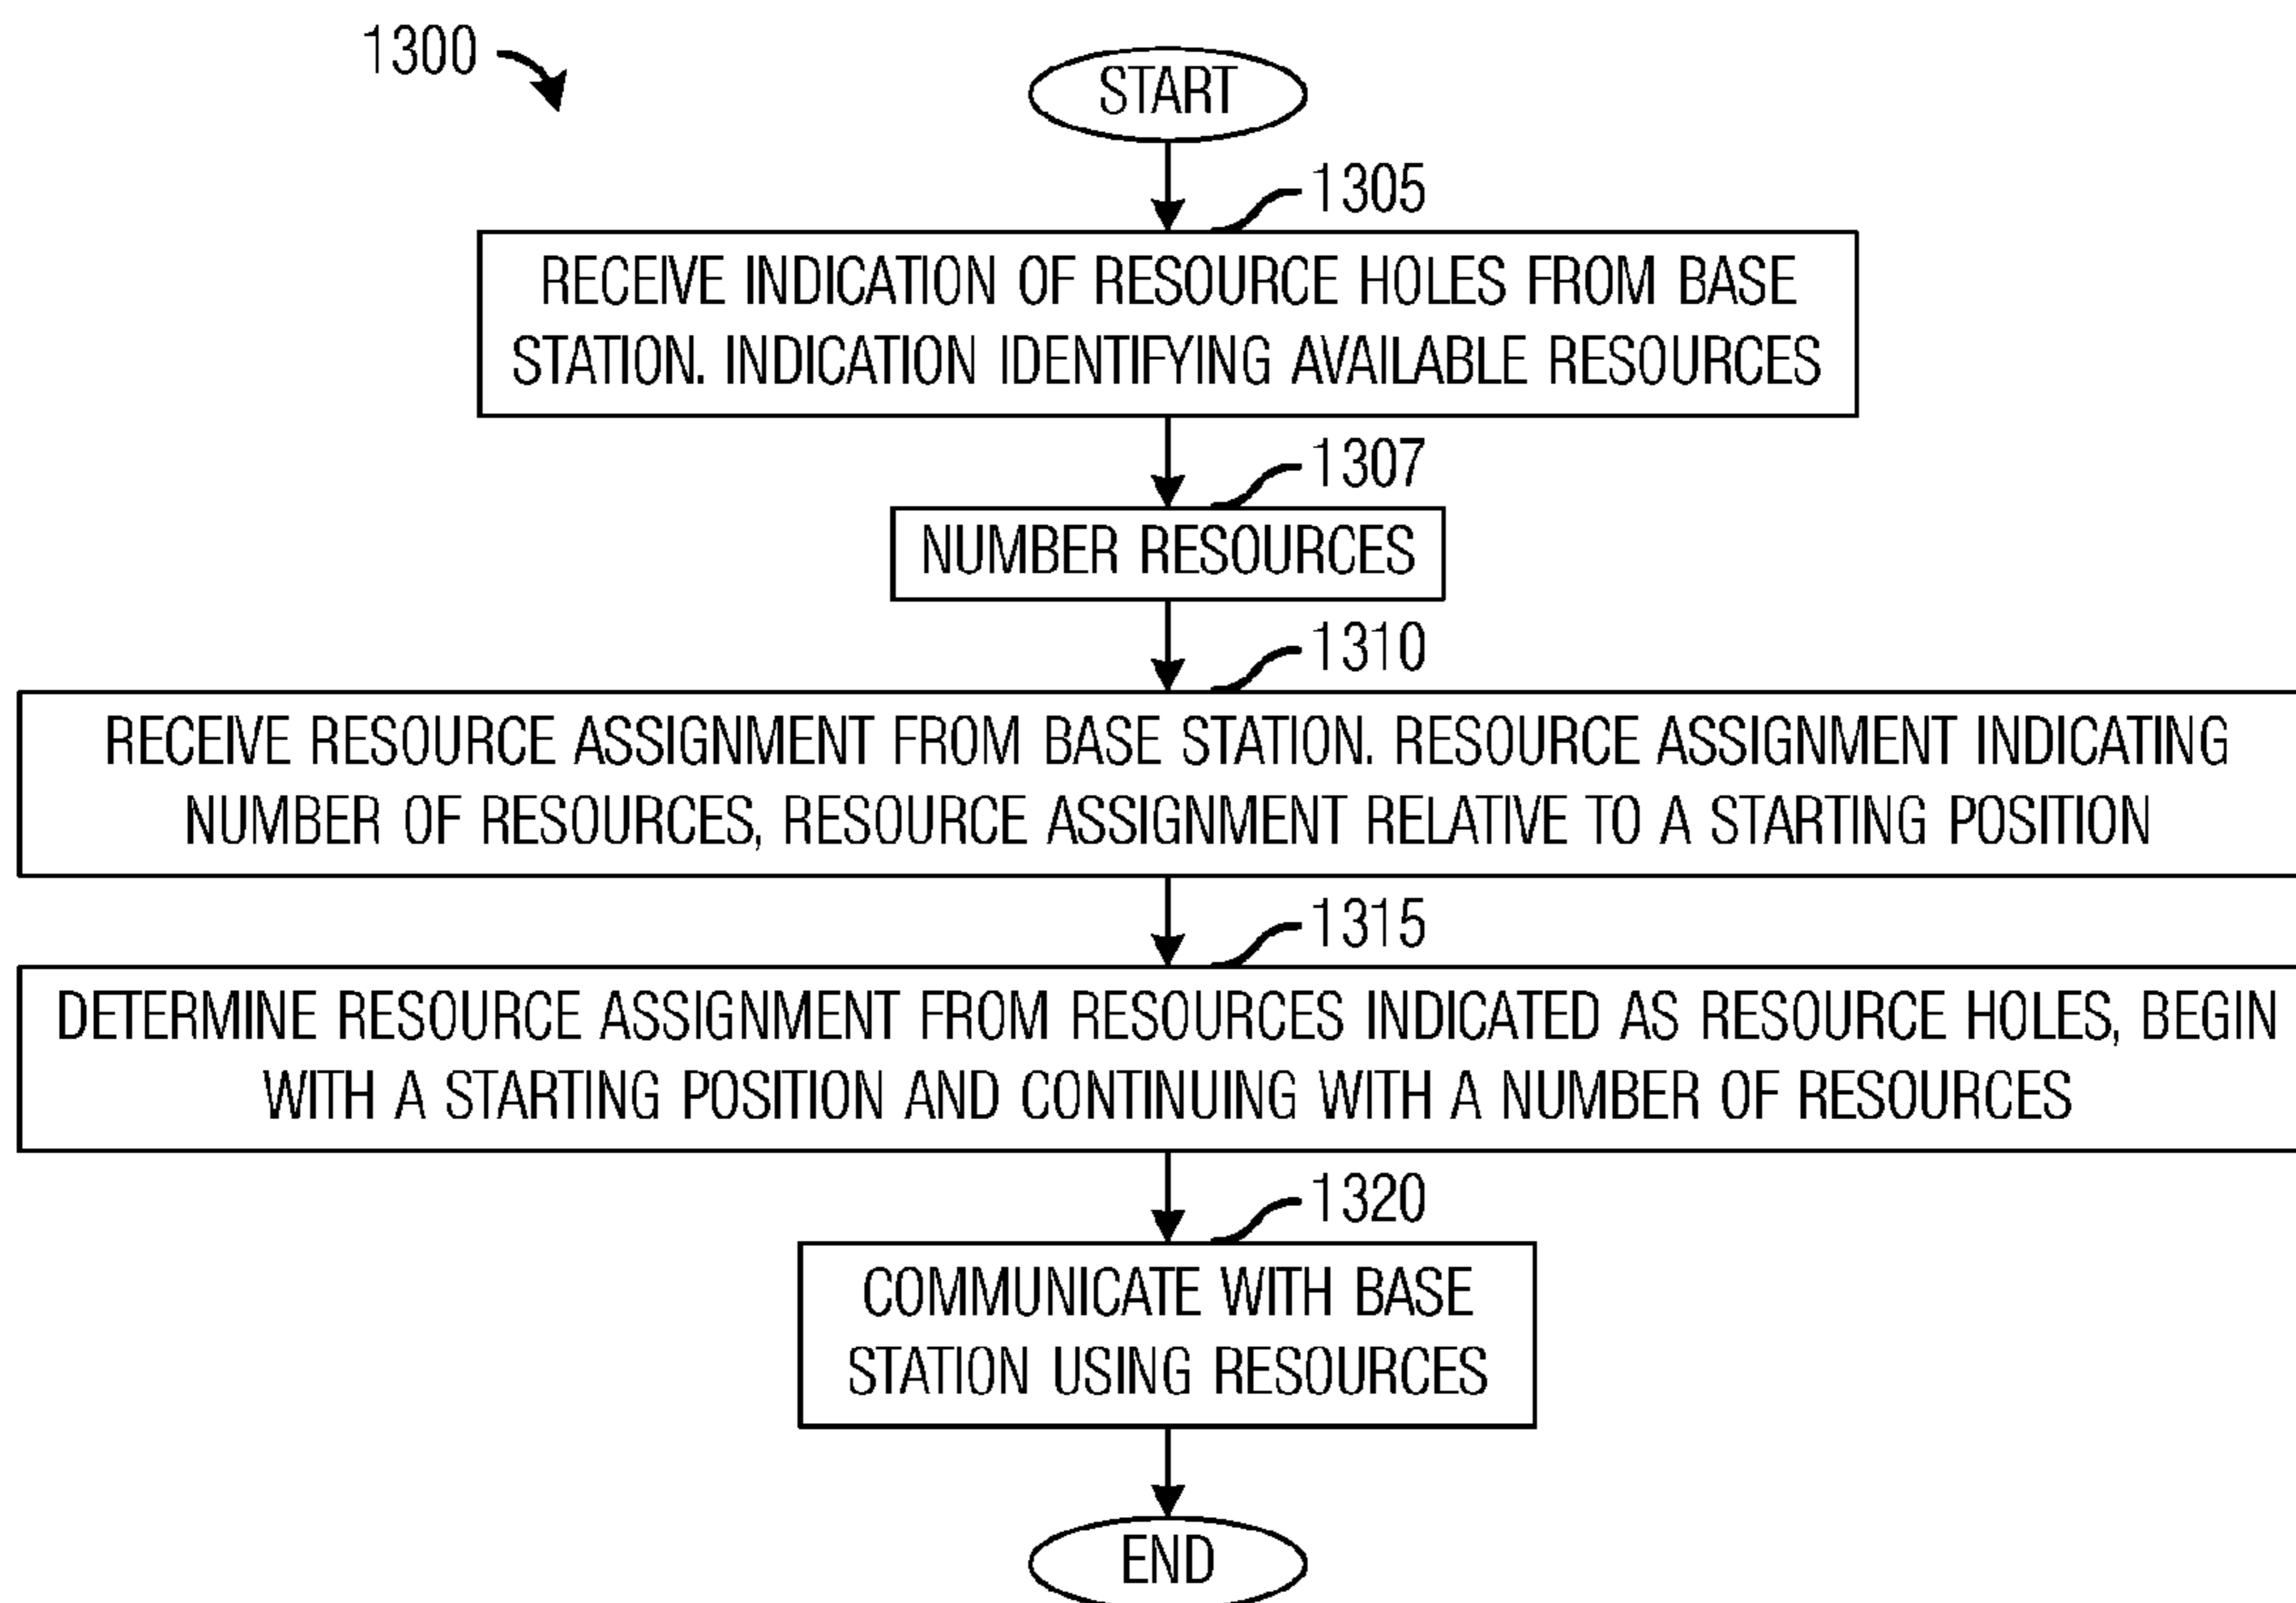 1300
START
1305
RECEIVE INDICATION OF RESOURCE HOLES FROM BASE
STATION. INDICATION IDENTIFYING AVAILABLE RESOURCES
1307
NUMBER RESOURCES
1310
RECEIVE RESOURCE ASSIGNMENT FROM BASE STATION. RESOURCE ASSIGNMENT INDICATING
NUMBER OF RESOURCES, RESOURCE ASSIGNMENT RELATIVE TO A STARTING POSITION
1315
DETERMINE RESOURCE ASSIGNMENT FROM RESOURCES INDICATED AS RESOURCE HOLES, BEGIN
WITH A STARTING POSITION AND CONTINUING WITH A NUMBER OF RESOURCES
1320
COMMUNICATE WITH BASE
STATION USING RESOURCES
END